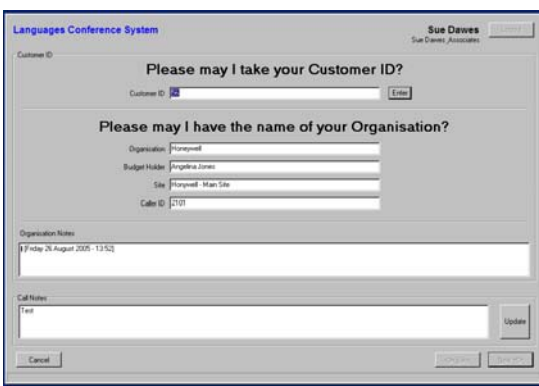 Languages Conference System
Sue Dawes
Sue Dawes Associates
Customer ID
Please may I take your Customer ID?
Customer ID
Enter
Please may I have the name of your Organisation?
Organisation Honeywell
Budget Holder Angelina Jones
Site Honywell - Main Site
Caller ID 2101
Organisation Notes
[Friday 26 August 2005 - 13:52]
Call Notes
Test
Update
Cancel